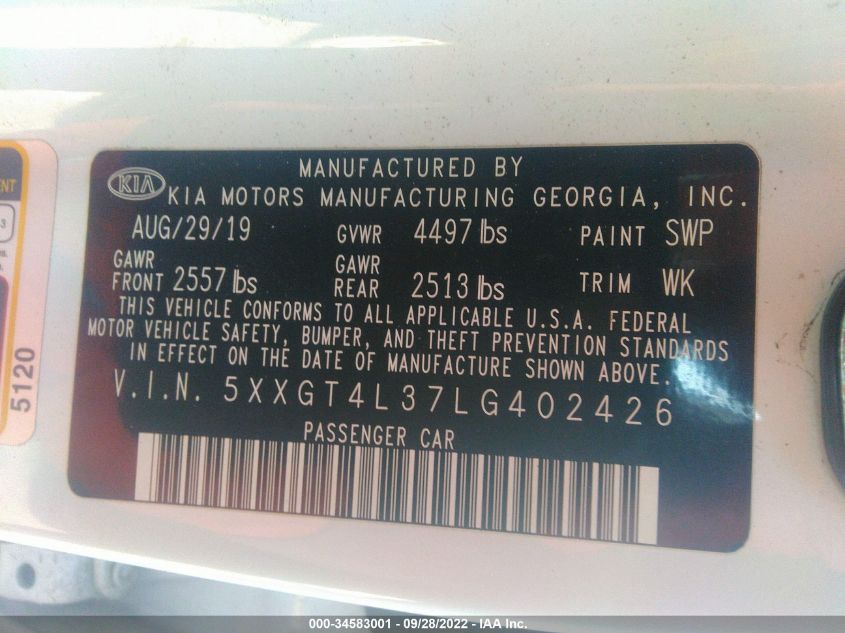 MANUFACTURED BY
KIA KIA MOTORS MANUFACTURING GEORGIA, INC.
AUG/29/19 GVWR 4497 lbs PAINT SWP
GAWR FRONT 2557 lbs GAWR REAR 2513 lbs TRIM WK
THIS VEHICLE CONFORMS TO ALL APPLICABLE U.S.A. FEDERAL
MOTOR VEHICLE SAFETY, BUMPER, AND THEFT PREVENTION STANDARDS
IN EFFECT ON THE DATE OF MANUFACTURE SHOWN ABOVE.
V.I.N. 5XXGT4L37LG402426
PASSENGER CAR
5120
000-34583001 - 09/28/2022 - IAA Inc.